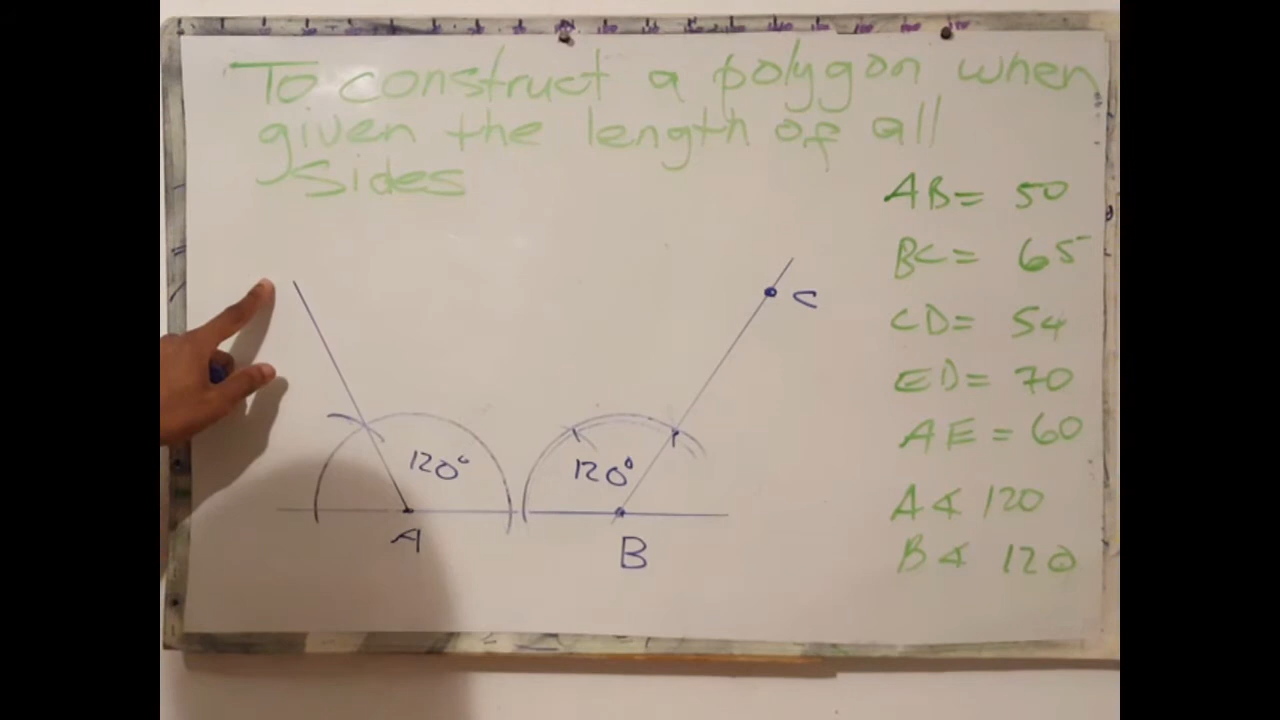 To construct a polygon when
given the length of all
Sides
AB = 50
BC = 65
CD = 54
ED = 70
AE = 60
A∢ 120
B∢ 120
C
120°
120°
A
B